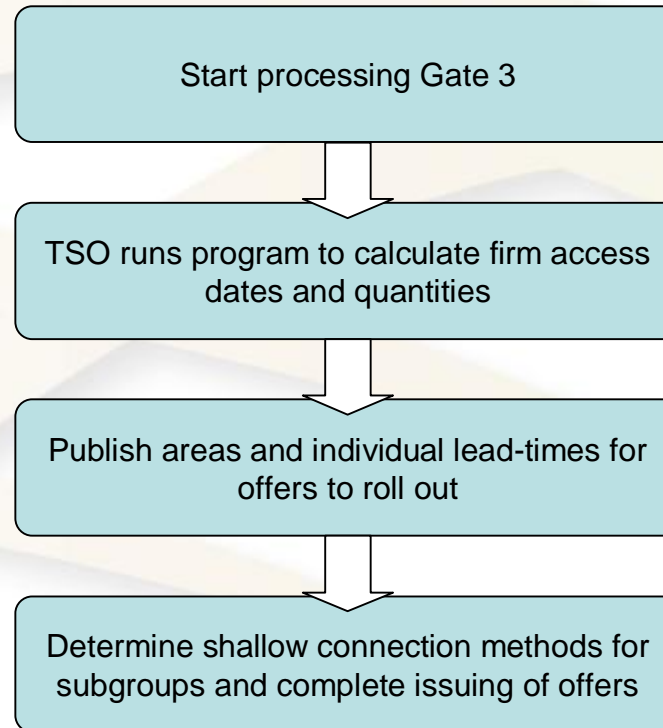 Start processing Gate 3
TSO runs program to calculate firm access
dates and quantities
Publish areas and individual lead-times for
offers to roll out
Determine shallow connection methods for
subgroups and complete issuing of offers